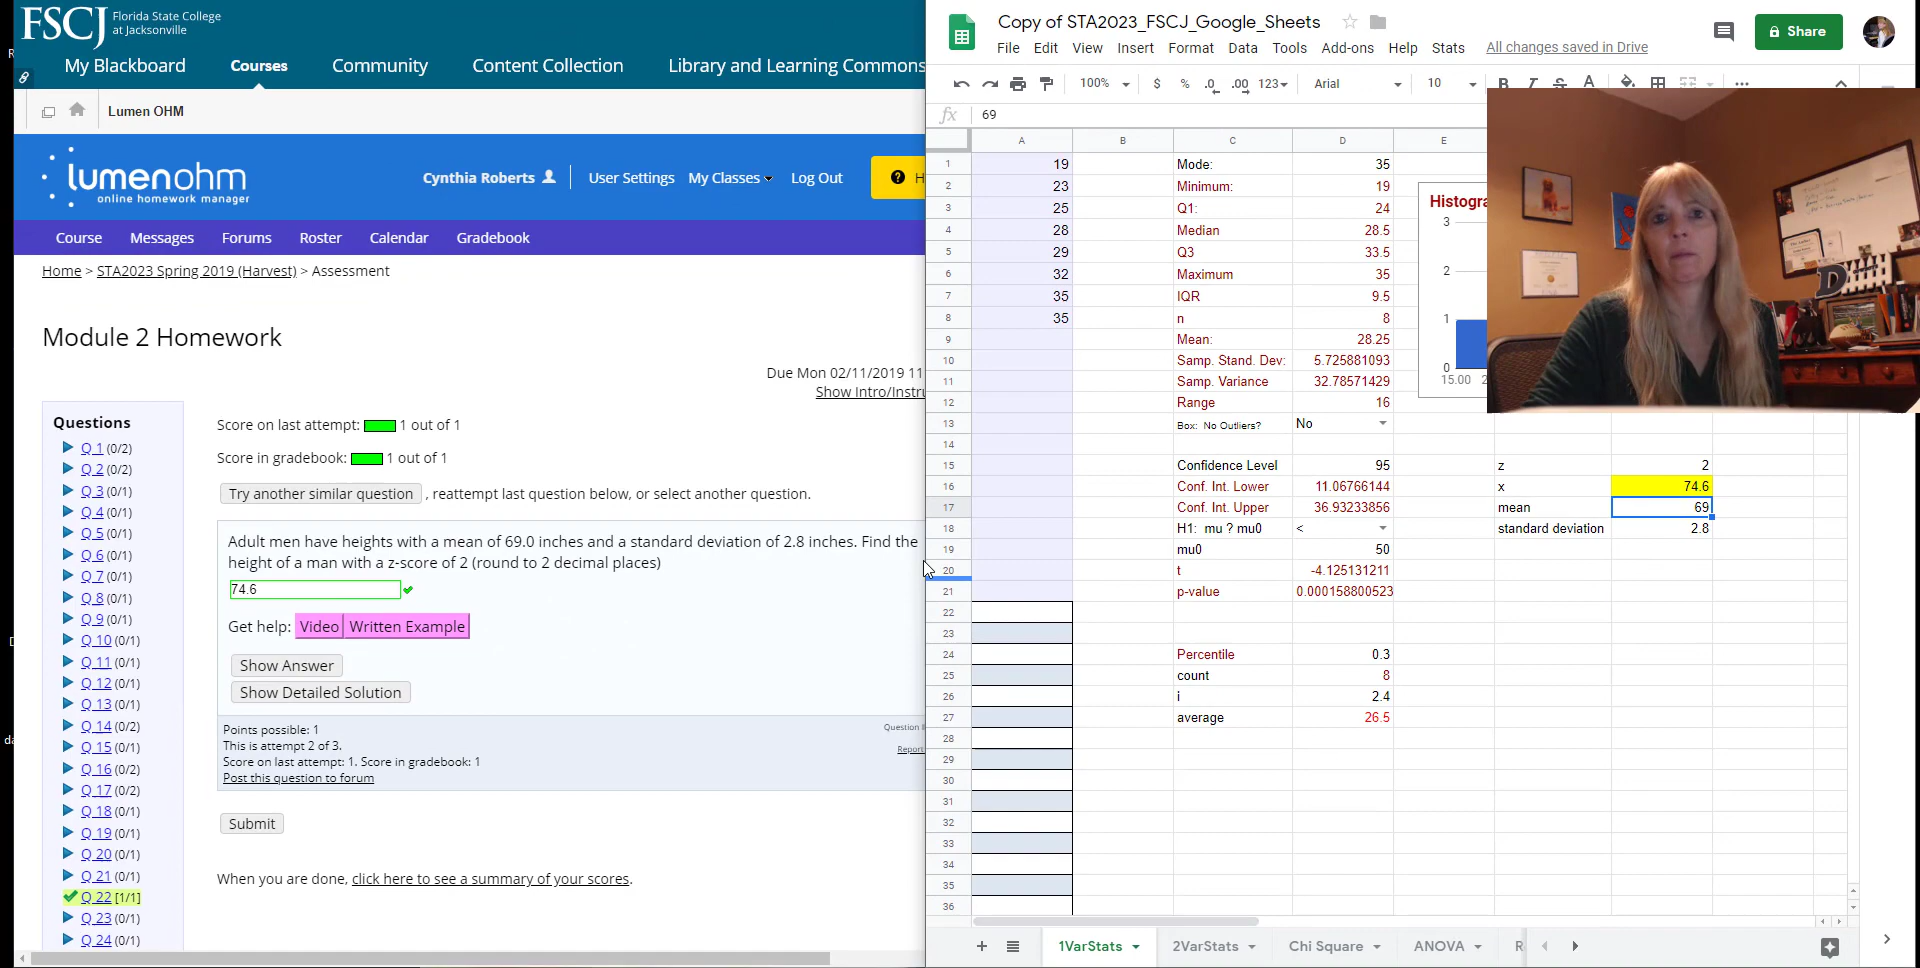 FSCJ Florida State College
at Jacksonville
My Blackboard Courses Community Content Collection Library and Learning Commons
Lumen OHM
lumenohm
online homework manager
Cynthia Roberts User Settings My Classes Log Out ? H
Course Messages Forums Roster Calendar Gradebook
Home > STA2023 Spring 2019 (Harvest) > Assessment
Module 2 Homework
Due Mon 02/11/2019 11
Show Intro/Instru
Questions
Q 1 (0/2)
Q 2 (0/2)
Q 3 (0/1)
Q 4 (0/1)
Q 5 (0/1)
Q 6 (0/1)
Q 7 (0/1)
Q 8 (0/1)
Q 9 (0/1)
Q 10 (0/1)
Q 11 (0/1)
Q 12 (0/1)
Q 13 (0/1)
Q 14 (0/2)
Q 15 (0/1)
Q 16 (0/2)
Q 17 (0/2)
Q 18 (0/1)
Q 19 (0/1)
Q 20 (0/1)
Q 21 (0/1)
Q 22 [1/1]
Q 23 (0/1)
Q 24 (0/1)
Score on last attempt: 1 out of 1
Score in gradebook: 1 out of 1
Try another similar question , reattempt last question below, or select another question.
Adult men have heights with a mean of 69.0 inches and a standard deviation of 2.8 inches. Find the
height of a man with a z-score of 2 (round to 2 decimal places)
74.6
Get help: Video Written Example
Show Answer
Show Detailed Solution
Points possible: 1
This is attempt 2 of 3.
Score on last attempt: 1. Score in gradebook: 1
Post this question to forum
Question I
Report
Submit
When you are done, click here to see a summary of your scores.
Copy of STA2023_FSCJ_Google_Sheets
Share
File Edit View Insert Format Data Tools Add-ons Help Stats All changes saved in Drive
100% $ % .0 .00 123 Arial 10 B I S A
fx 69
A B C D E
1 19 Mode: 35
2 23 Minimum: 19
3 25 Q1: 24
4 28 Median 28.5
5 29 Q3 33.5
6 32 Maximum 35
7 35 IQR 9.5
8 35 n 8
9 Mean: 28.25
10 Samp. Stand. Dev: 5.725881093
11 Samp. Variance 32.78571429
12 Range 16
13 Box: No Outliers? No
14
15 Confidence Level 95 z 2
16 Conf. Int. Lower 11.06766144 x 74.6
17 Conf. Int. Upper 36.93233856 mean 69
18 H1: mu ? mu0 < standard deviation 2.8
19 mu0 50
20 t -4.125131211
21 p-value 0.000158800523
22
23
24 Percentile 0.3
25 count 8
26 i 2.4
27 average 26.5
28
29
30
31
32
33
34
35
36
Histogra
3
2
1
0
15.00 2
1VarStats 2VarStats Chi Square ANOVA R